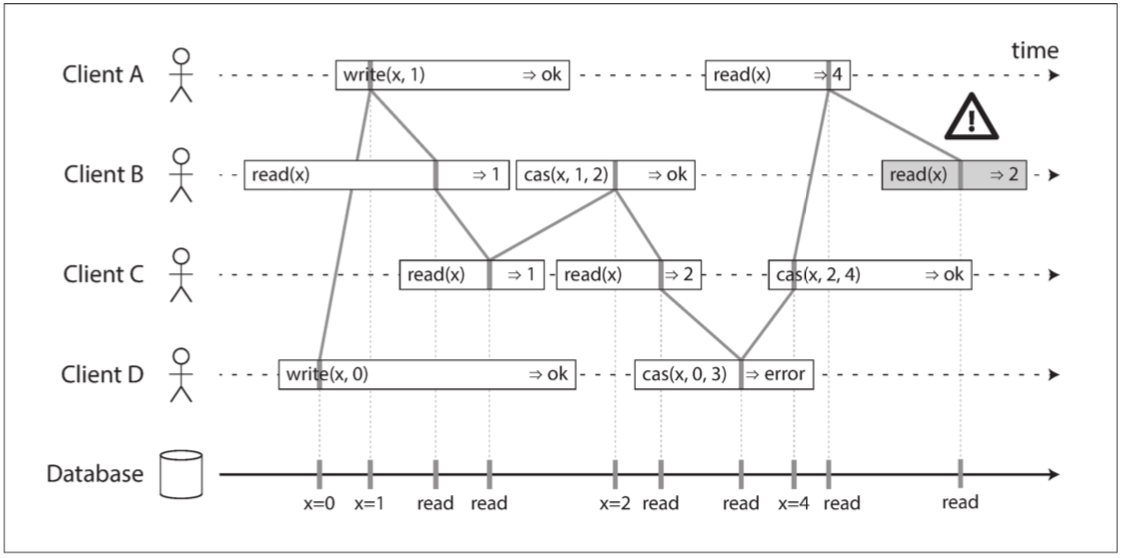 time
Client A write(x, 1) ⇒ ok read(x) ⇒ 4
!
Client B read(x) ⇒ 1 cas(x, 1, 2) ⇒ ok read(x) ⇒ 2
Client C read(x) ⇒ 1 read(x) ⇒ 2 cas(x, 2, 4) ⇒ ok
Client D write(x, 0) ⇒ ok cas(x, 0, 3) ⇒ error
Database
x=0 x=1 read read x=2 read read x=4 read read